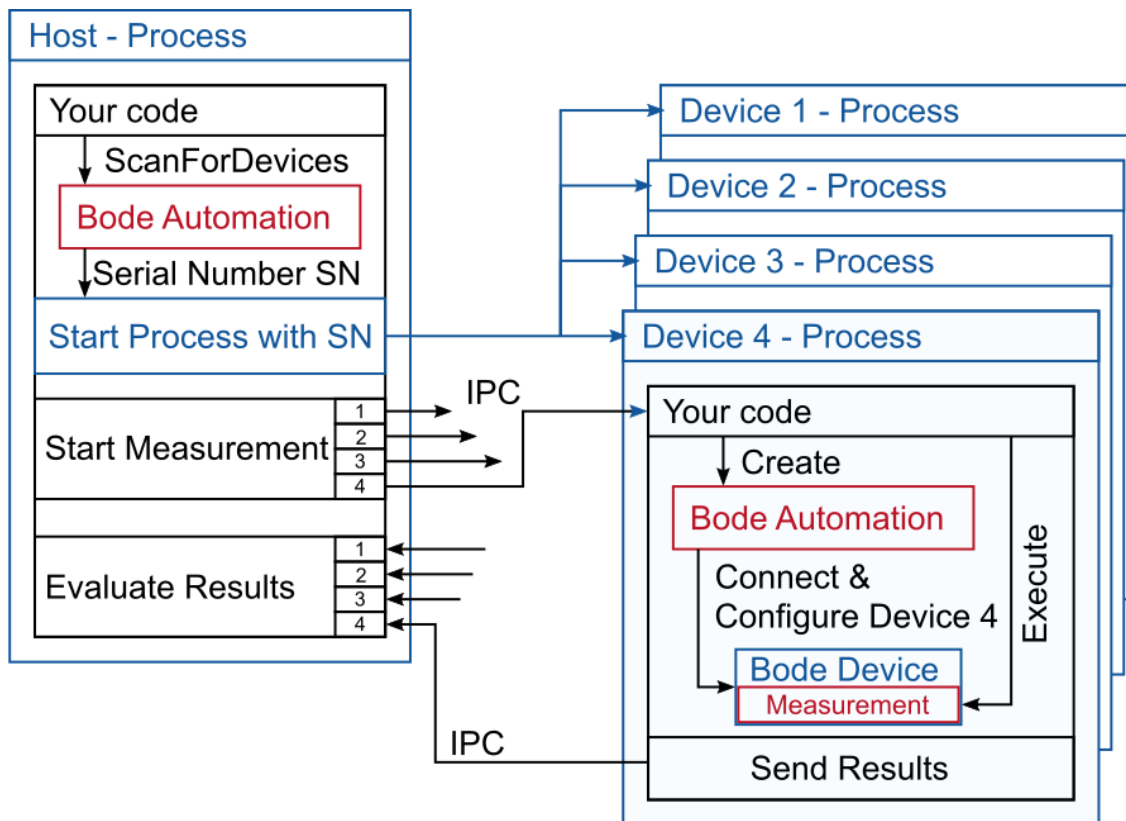 Host - Process
Your code
ScanForDevices
Bode Automation
Serial Number SN
Start Process with SN
Start Measurement
1
2
3
4
Evaluate Results
1
2
3
4
IPC
IPC
Device 1 - Process
Device 2 - Process
Device 3 - Process
Device 4 - Process
Your code
Create
Bode Automation
Connect &
Configure Device 4
Execute
Bode Device
Measurement
Send Results